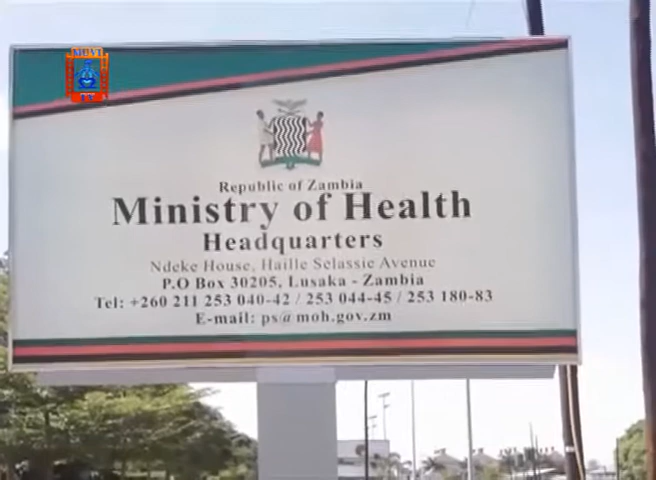 Republic of Zambia
Ministry of Health
Headquarters
Ndeke House, Haille Selassie Avenue
P.O Box 30205, Lusaka - Zambia
Tel: +260 211 253 040-42 / 253 044-45 / 253 180-83
E-mail: ps@moh.gov.zm